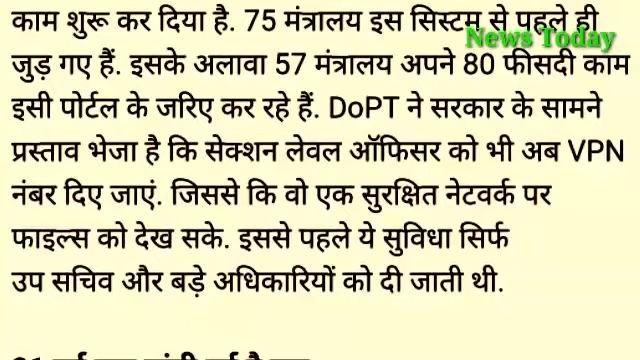 काम शुरू कर दिया है. 75 मंत्रालय इस सिस्टम से पहले ही
News Today
जुड़ गए हैं. इसके अलावा 57 मंत्रालय अपने 80 फीसदी काम
इसी पोर्टल के जरिए कर रहे हैं. DoPT ने सरकार के सामने
प्रस्ताव भेजा है कि सेक्शन लेवल ऑफिसर को भी अब VPN
नंबर दिए जाएं. जिससे कि वो एक सुरक्षित नेटवर्क पर
फाइल्स को देख सके. इससे पहले ये सुविधा सिर्फ
उप सचिव और बड़े अधिकारियों को दी जाती थी.